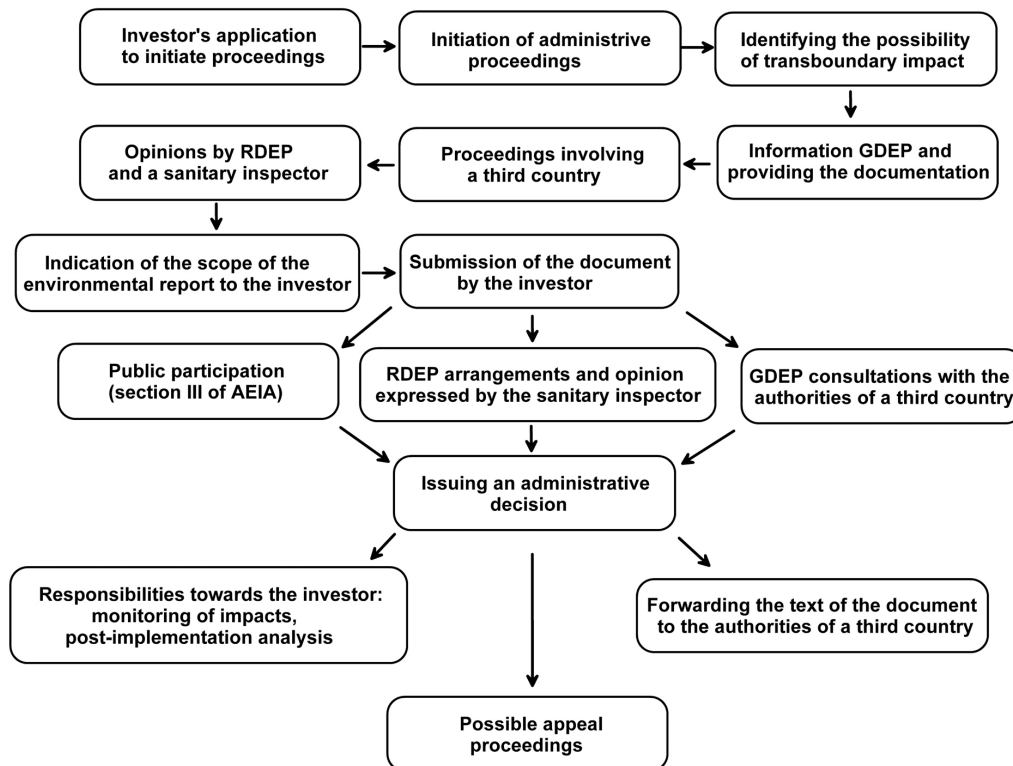 Investor's application
to initiate proceedings
Initiation of administrive
proceedings
Identifying the possibility
of transboundary impact
Opinions by RDEP
and a sanitary inspector
Proceedings involving
a third country
Information GDEP and
providing the documentation
Indication of the scope of the
environmental report to the investor
Submission of the document
by the investor
Public participation
(section III of AEIA)
RDEP arrangements and opinion
expressed by the sanitary inspector
GDEP consultations with the
authorities of a third country
Issuing an administrative
decision
Responsibilities towards the investor:
monitoring of impacts,
post-implementation analysis
Forwarding the text of the document
to the authorities of a third country
Possible appeal
proceedings